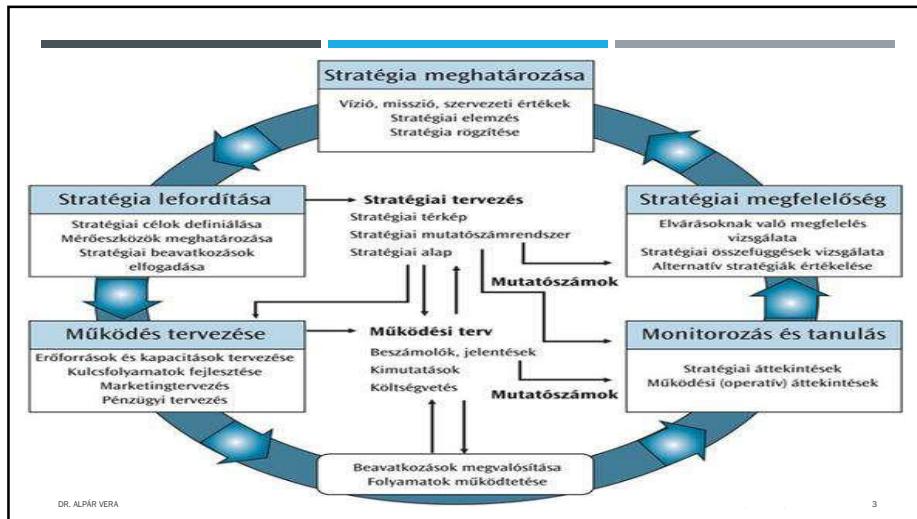 Stratégia meghatározása
Vízió, misszió, szervezeti értékek
Stratégiai elemzés
Stratégia rögzítése
Stratégia lefordítása
Stratégiai célok definiálása
Mérőeszközök meghatározása
Stratégiai beavatkozások
elfogadása
Stratégiai tervezés
Stratégiai térkép
Stratégiai mutatószámrendszer
Stratégiai alap
Mutatószámok
Stratégiai megfelelőség
Elvárásoknak való megfelelés
vizsgálata
Stratégiai összefüggések vizsgálata
Alternatív stratégiák értékelése
Működés tervezése
Erőforrások és kapacitások tervezése
Kulcsfolyamatok fejlesztése
Marketingtervezés
Pénzügyi tervezés
Működési terv
Beszámolók, jelentések
Kimutatások
Költségvetés
Mutatószámok
Monitorozás és tanulás
Stratégiai áttekintések
Működési (operatív) áttekintések
Beavatkozások megvalósítása
Folyamatok működtetése
DR. ALPÁR VERA
3